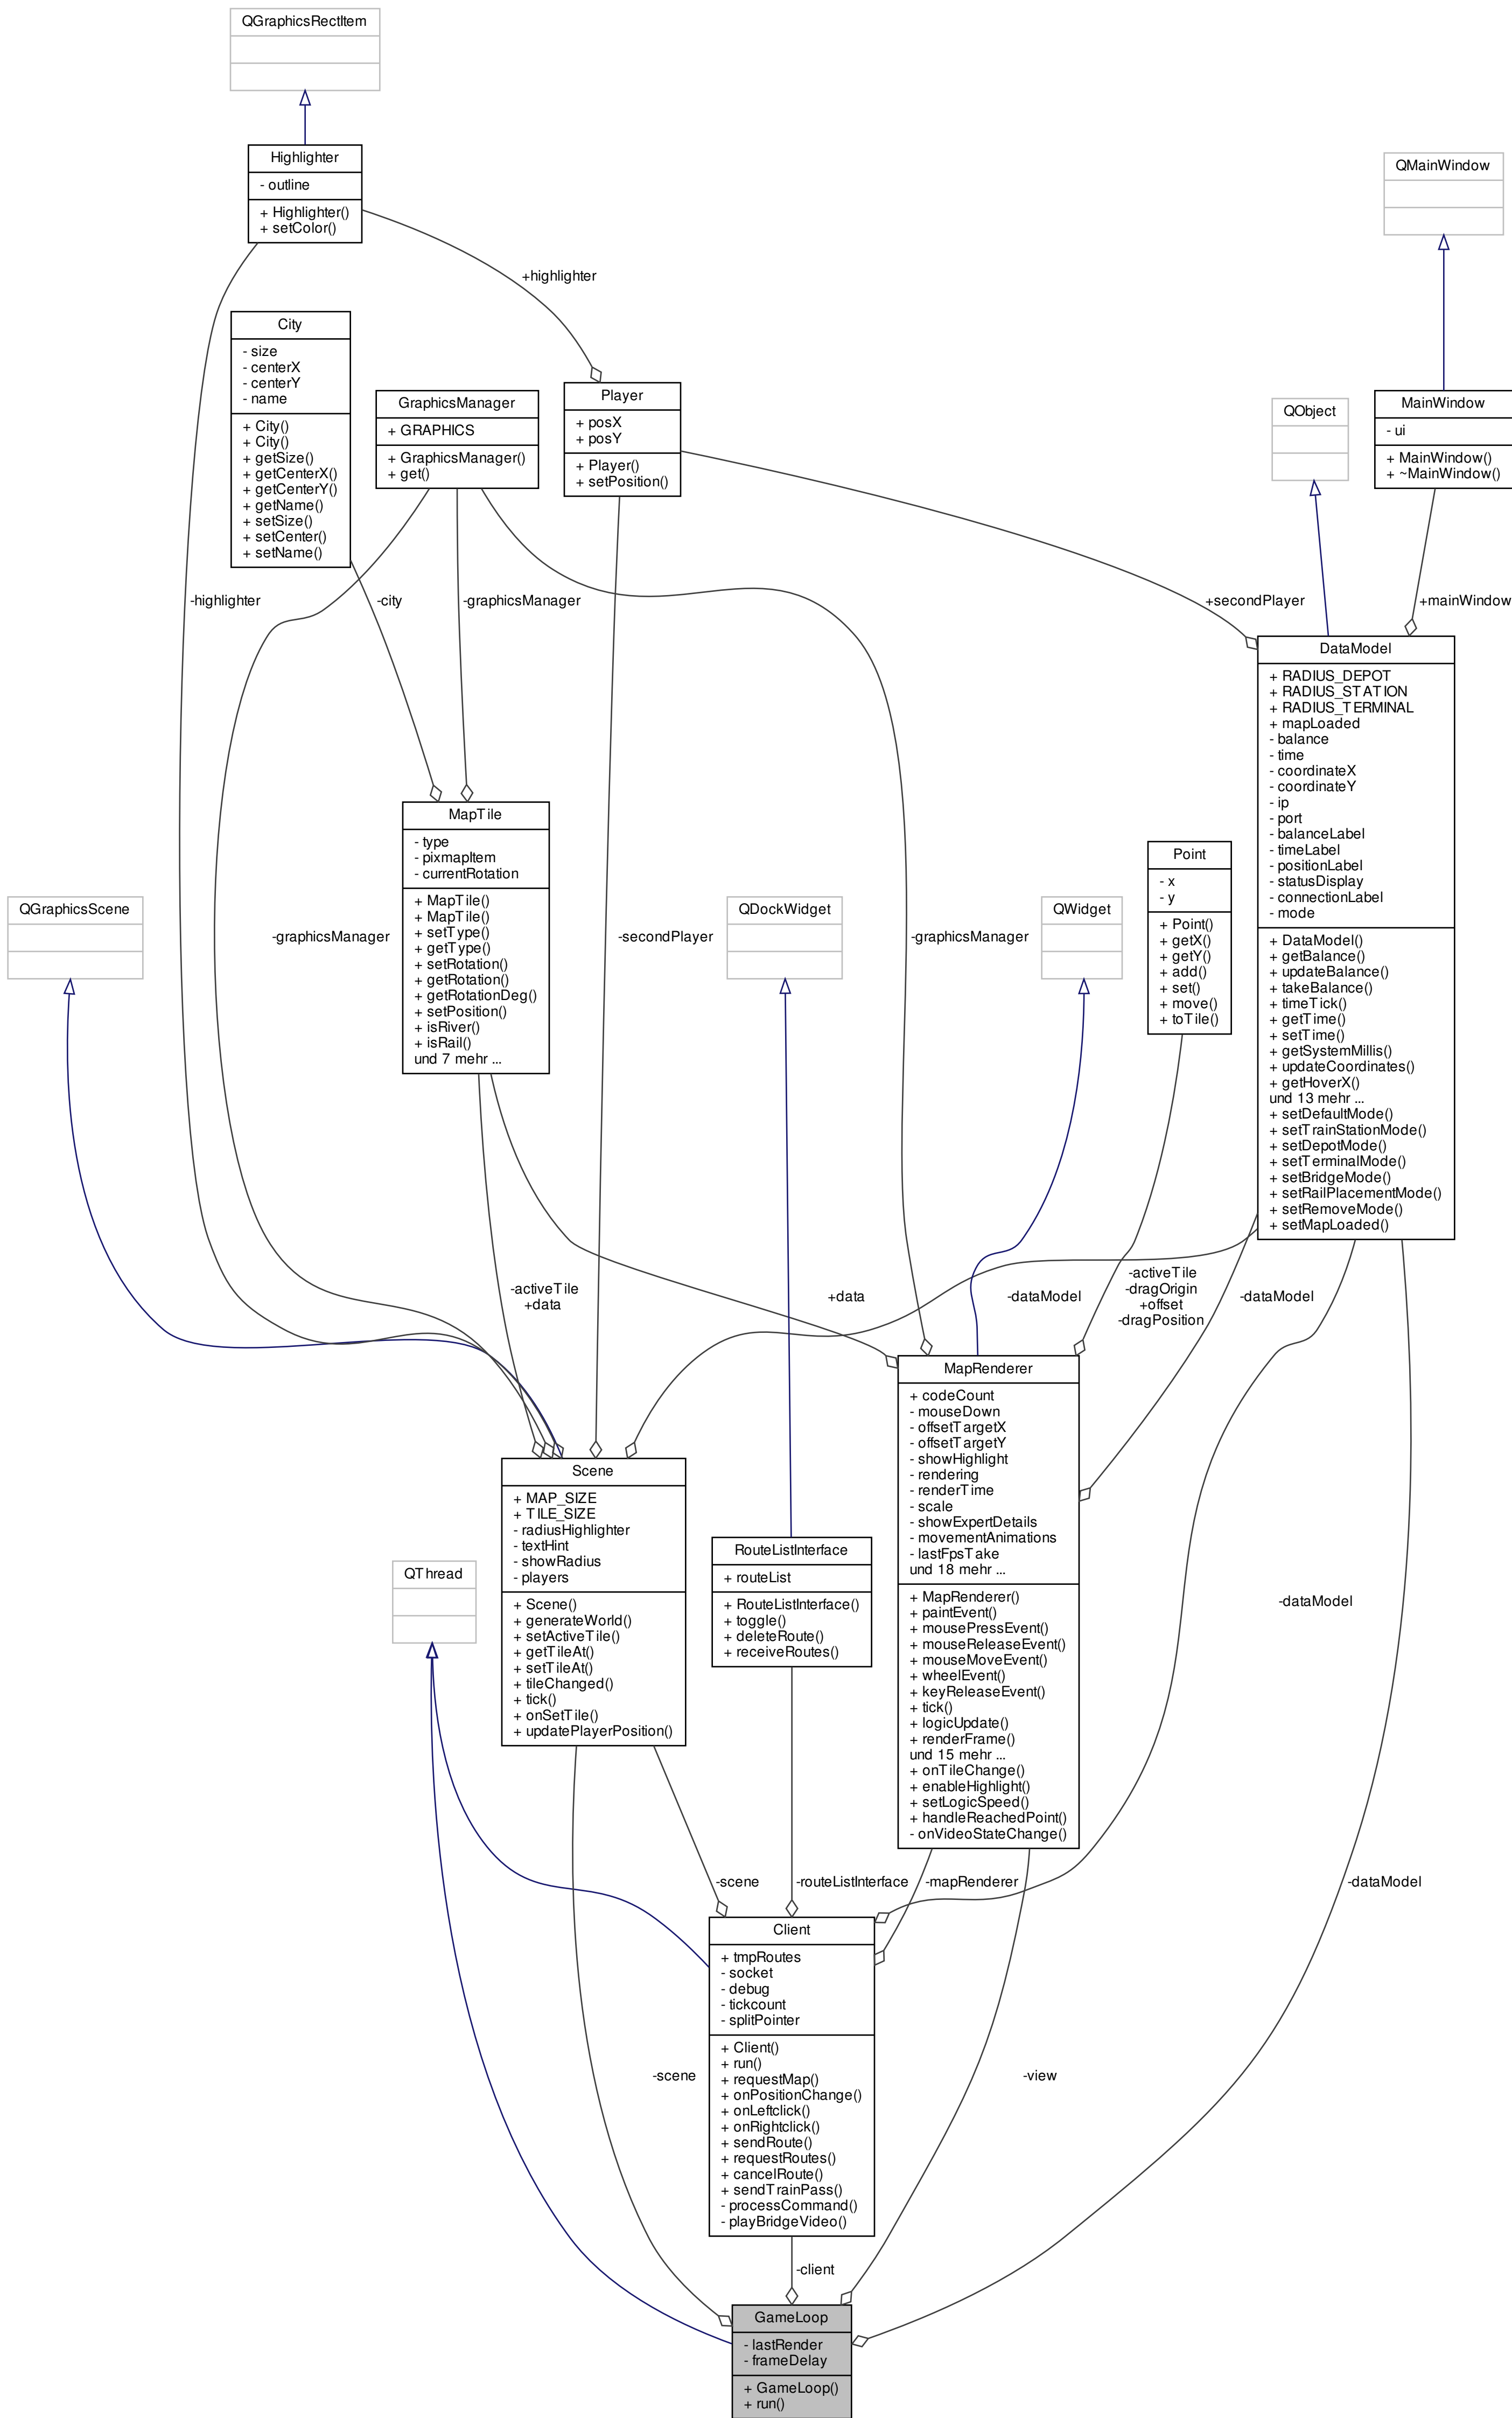 QGraphicsRectItem
Highlighter
- outline
+ Highlighter()
+ setColor()
QMainWindow
+highlighter
City
- size
- centerX
- centerY
- name
+ City()
+ City()
+ getSize()
+ getCenterX()
+ getCenterY()
+ getName()
+ setSize()
+ setCenter()
+ setName()
GraphicsManager
+ GRAPHICS
+ GraphicsManager()
+ get()
Player
+ posX
+ posY
+ Player()
+ setPosition()
QObject
MainWindow
- ui
+ MainWindow()
+ ~MainWindow()
-highlighter
-city
-graphicsManager
+secondPlayer
+mainWindow
DataModel
+ RADIUS_DEPOT
+ RADIUS_STATION
+ RADIUS_TERMINAL
+ mapLoaded
- balance
- time
- coordinateX
- coordinateY
- ip
- port
- balanceLabel
- timeLabel
- positionLabel
- statusDisplay
- connectionLabel
- mode
+ DataModel()
+ getBalance()
+ updateBalance()
+ takeBalance()
+ timeTick()
+ getTime()
+ setTime()
+ getSystemMillis()
+ updateCoordinates()
+ getHoverX()
und 13 mehr ...
+ setDefaultMode()
+ setTrainStationMode()
+ setDepotMode()
+ setTerminalMode()
+ setBridgeMode()
+ setRailPlacementMode()
+ setRemoveMode()
+ setMapLoaded()
MapTile
- type
- pixmapItem
- currentRotation
+ MapTile()
+ MapTile()
+ setType()
+ getType()
+ setRotation()
+ getRotation()
+ getRotationDeg()
+ setPosition()
+ isRiver()
+ isRail()
und 7 mehr ...
Point
- x
- y
+ Point()
+ getX()
+ getY()
+ add()
+ set()
+ move()
+ toTile()
QGraphicsScene
-graphicsManager
-secondPlayer
QDockWidget
-graphicsManager
QWidget
-activeTile
+data
+data
-dataModel
-activeTile
-dragOrigin
+offset
-dragPosition
-dataModel
MapRenderer
+ codeCount
- mouseDown
- offsetTargetX
- offsetTargetY
- showHighlight
- rendering
- renderTime
- scale
- showExpertDetails
- movementAnimations
- lastFpsTake
und 18 mehr ...
+ MapRenderer()
+ paintEvent()
+ mousePressEvent()
+ mouseReleaseEvent()
+ mouseMoveEvent()
+ wheelEvent()
+ keyReleaseEvent()
+ tick()
+ logicUpdate()
+ renderFrame()
und 15 mehr ...
+ onTileChange()
+ enableHighlight()
+ setLogicSpeed()
+ handleReachedPoint()
- onVideoStateChange()
Scene
+ MAP_SIZE
+ TILE_SIZE
- radiusHighlighter
- textHint
- showRadius
- players
+ Scene()
+ generateWorld()
+ setActiveTile()
+ getTileAt()
+ setTileAt()
+ tileChanged()
+ tick()
+ onSetTile()
+ updatePlayerPosition()
QThread
RouteListInterface
+ routeList
+ RouteListInterface()
+ toggle()
+ deleteRoute()
+ receiveRoutes()
-dataModel
-scene
-routeListInterface
-mapRenderer
-dataModel
Client
+ tmpRoutes
- socket
- debug
- tickcount
- splitPointer
+ Client()
+ run()
+ requestMap()
+ onPositionChange()
+ onLeftclick()
+ onRightclick()
+ sendRoute()
+ requestRoutes()
+ cancelRoute()
+ sendTrainPass()
- processCommand()
- playBridgeVideo()
-scene
-view
-client
GameLoop
- lastRender
- frameDelay
+ GameLoop()
+ run()